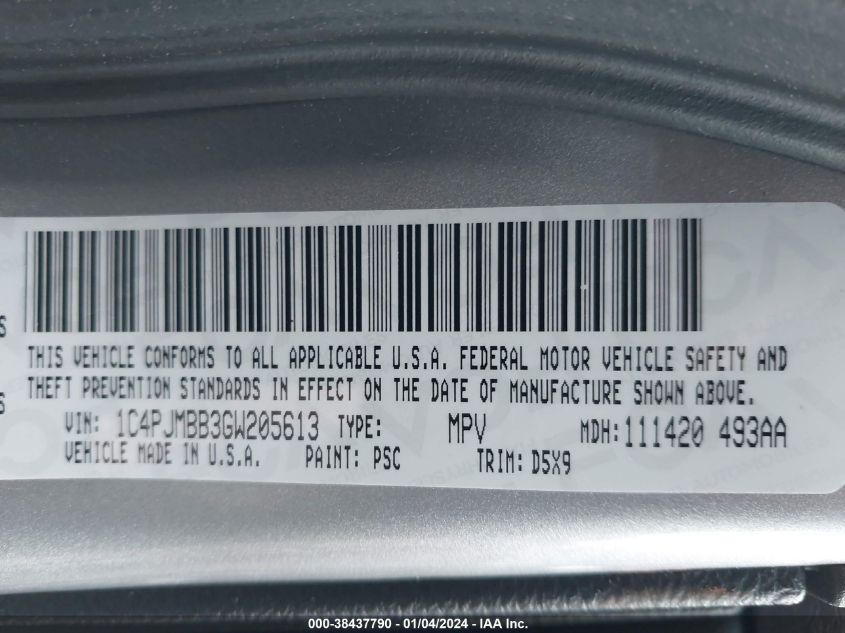 THIS VEHICLE CONFORMS TO ALL APPLICABLE U.S.A. FEDERAL MOTOR VEHICLE SAFETY AND
THEFT PREVENTION STANDARDS IN EFFECT ON THE DATE OF MANUFACTURE SHOWN ABOVE.
VIN: 1C4PJMBB3GW205613 TYPE: MPV MDH:111420 493AA
VEHICLE MADE IN U.S.A. PAINT: PSC TRIM: D5X9
000-38437790 - 01/04/2024 - IAA Inc.